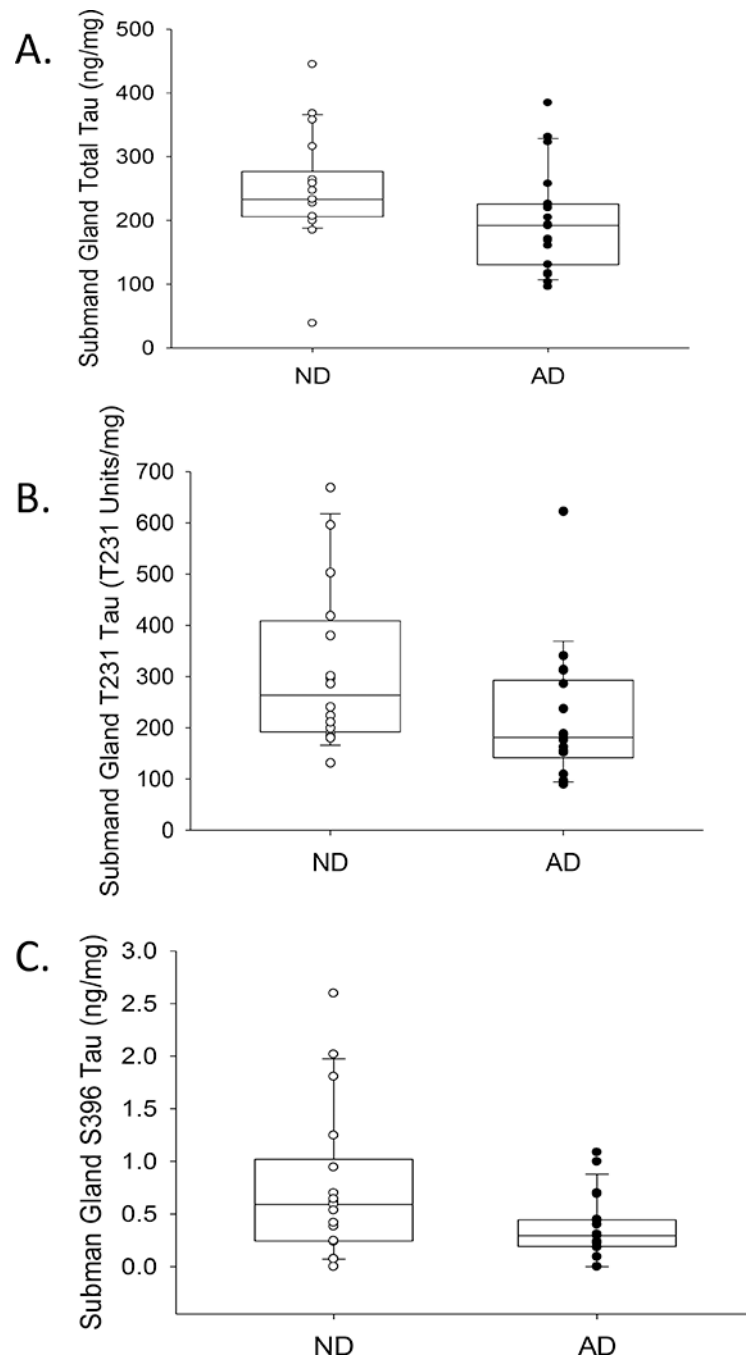 A.
Submand Gland Total Tau (ng/mg)
500
400
300
200
100
0
ND AD
B.
Submand Gland T231 Tau (T231 Units/mg)
700
600
500
400
300
200
100
0
ND AD
C.
Subman Gland S396 Tau (ng/mg)
3.0
2.5
2.0
1.5
1.0
0.5
0.0
ND AD